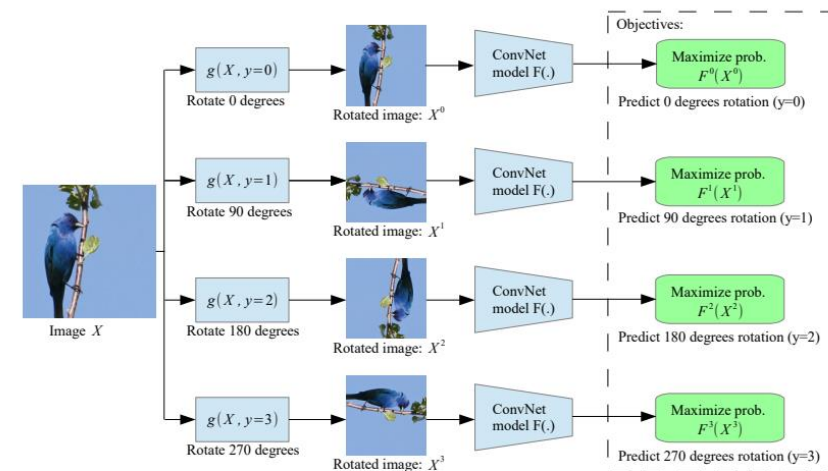 Objectives:
g(X, y=0)
Rotate 0 degrees
Rotated image: X⁰
ConvNet
model F(.)
Maximize prob.
F⁰(X⁰)
Predict 0 degrees rotation (y=0)
g(X, y=1)
Rotate 90 degrees
Rotated image: X¹
ConvNet
model F(.)
Maximize prob.
F¹(X¹)
Predict 90 degrees rotation (y=1)
Image X
g(X, y=2)
Rotate 180 degrees
Rotated image: X²
ConvNet
model F(.)
Maximize prob.
F²(X²)
Predict 180 degrees rotation (y=2)
g(X, y=3)
Rotate 270 degrees
Rotated image: X³
ConvNet
model F(.)
Maximize prob.
F³(X³)
Predict 270 degrees rotation (y=3)